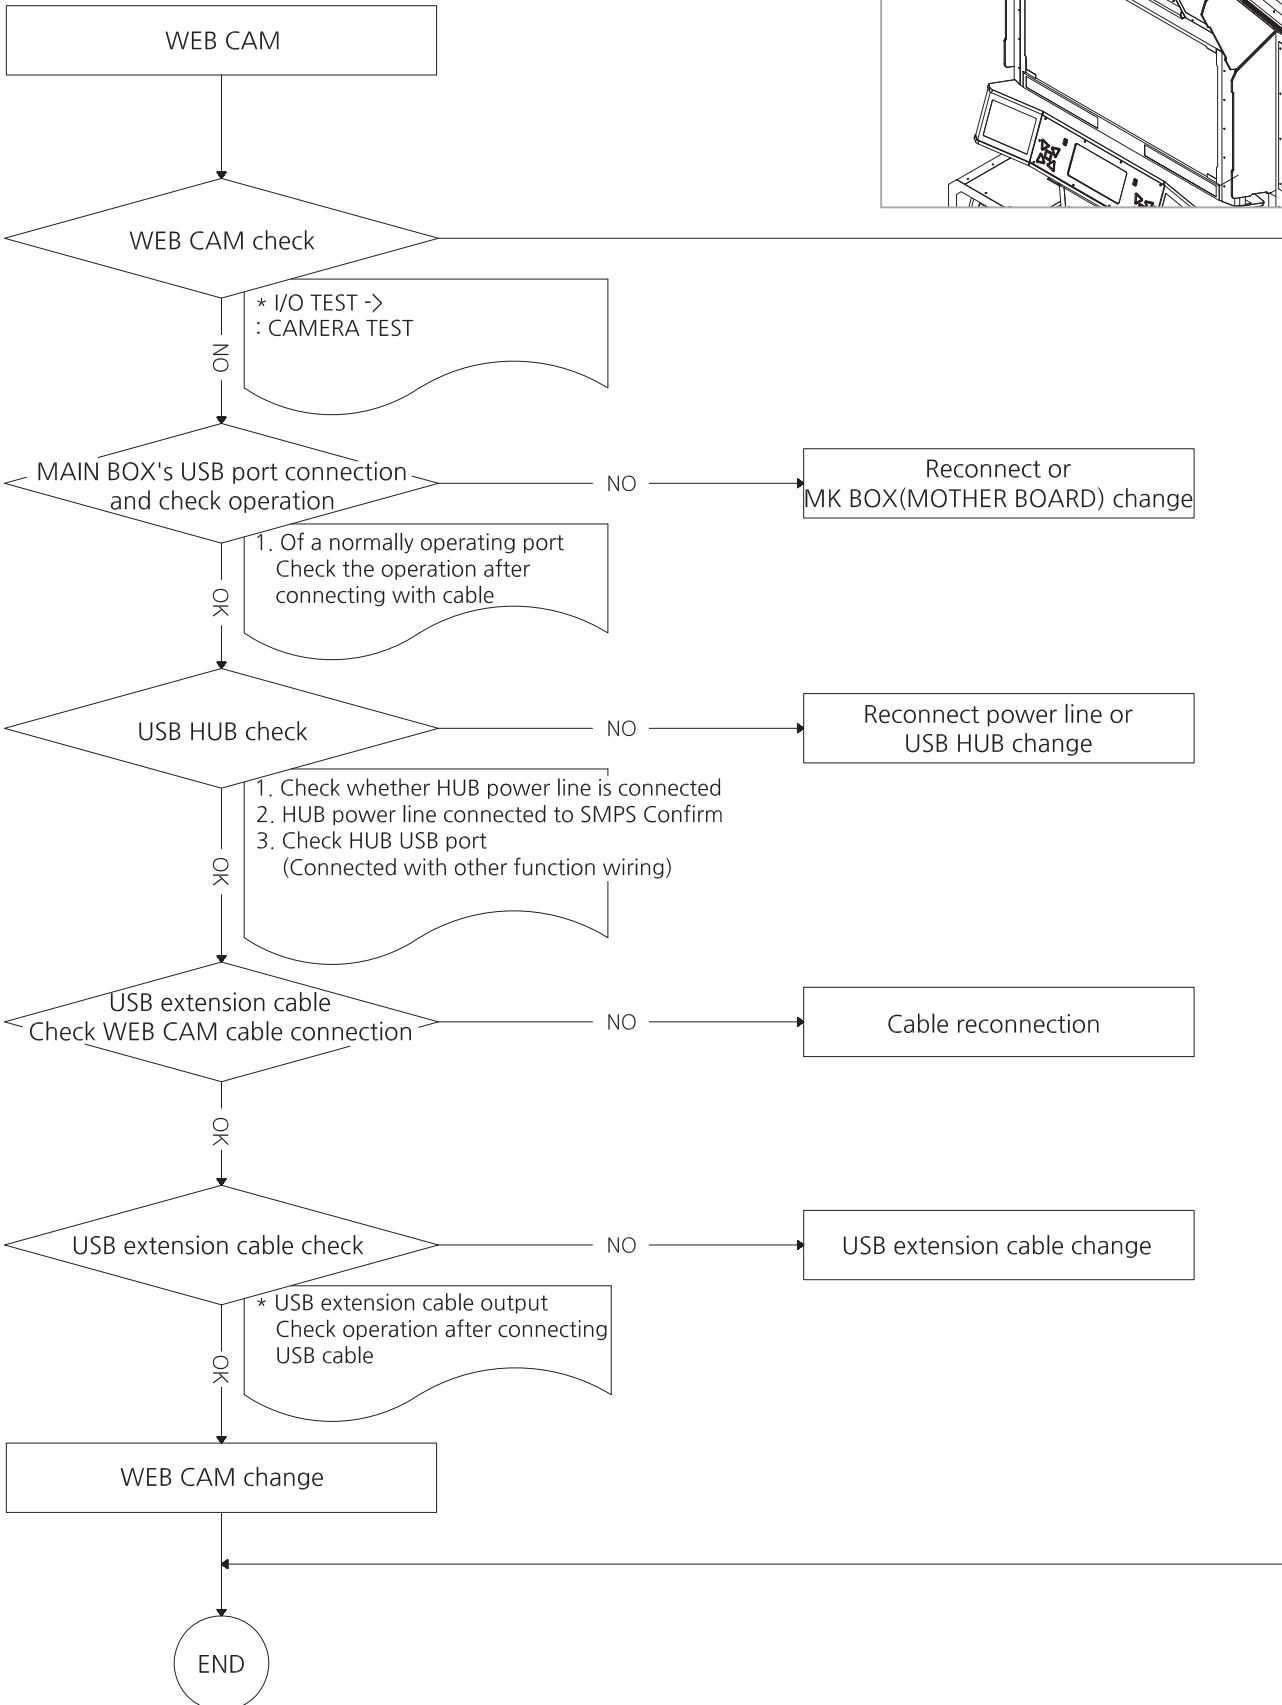 WEB CAM
WEB CAM check
* I/O TEST ->
: CAMERA TEST
NO
MAIN BOX's USB port connection
and check operation
NO
Reconnect or
MK BOX(MOTHER BOARD) change
1. Of a normally operating port
Check the operation after
connecting with cable
OK
USB HUB check
NO
Reconnect power line or
USB HUB change
1. Check whether HUB power line is connected
2. HUB power line connected to SMPS Confirm
3. Check HUB USB port
(Connected with other function wiring)
OK
USB extension cable
Check WEB CAM cable connection
NO
Cable reconnection
OK
USB extension cable check
NO
USB extension cable change
* USB extension cable output
Check operation after connecting
USB cable
OK
WEB CAM change
END